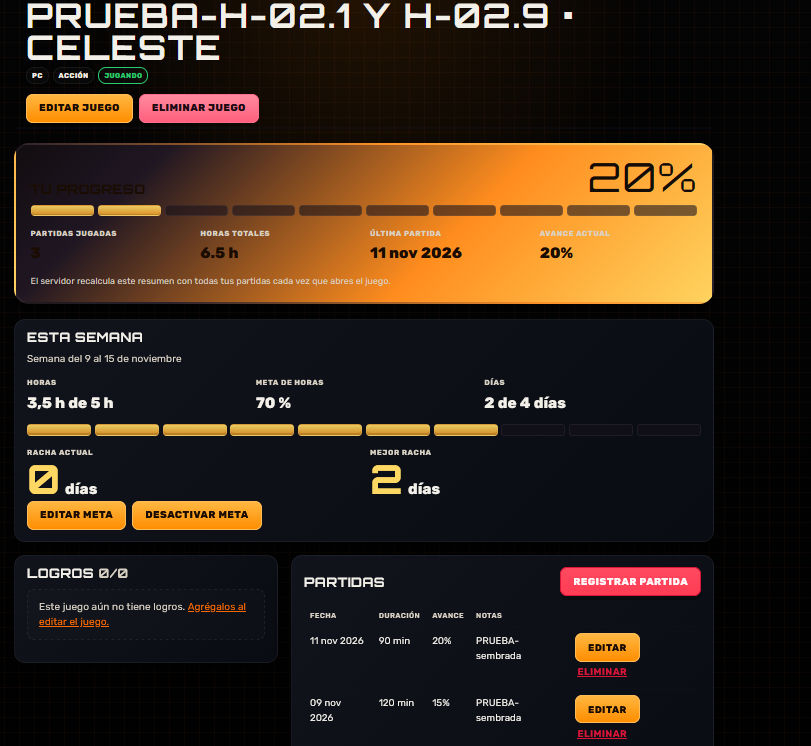 PRUEBA-H-02.1 Y H-02.9 ·
CELESTE
PC ACCIÓN JUGANDO
EDITAR JUEGO ELIMINAR JUEGO
TU PROGRESO 20%
PARTIDAS JUGADAS HORAS TOTALES ÚLTIMA PARTIDA AVANCE ACTUAL
3 6.5 h 11 nov 2026 20%
El servidor recalcula este resumen con todas tus partidas cada vez que abres el juego.
ESTA SEMANA
Semana del 9 al 15 de noviembre
HORAS META DE HORAS DÍAS
3,5 h de 5 h 70 % 2 de 4 días
RACHA ACTUAL MEJOR RACHA
0 días 2 días
EDITAR META DESACTIVAR META
LOGROS 0/0
Este juego aún no tiene logros. Agrégalos al
editar el juego.
PARTIDAS REGISTRAR PARTIDA
FECHA DURACIÓN AVANCE NOTAS
11 nov 2026 90 min 20% PRUEBA-
sembrada EDITAR
ELIMINAR
09 nov
2026 120 min 15% PRUEBA-
sembrada EDITAR
ELIMINAR